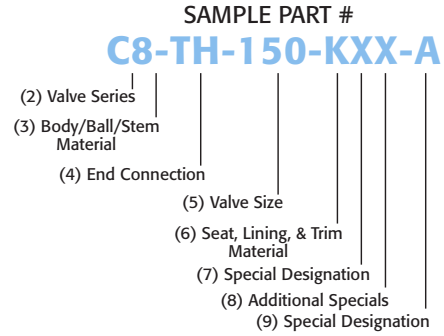 SAMPLE PART #
C8-TH-150-KXX-A
(2) Valve Series
(3) Body/Ball/Stem
Material
(4) End Connection
(5) Valve Size
(6) Seat, Lining, & Trim
Material
(7) Special Designation
(8) Additional Specials
(9) Special Designation